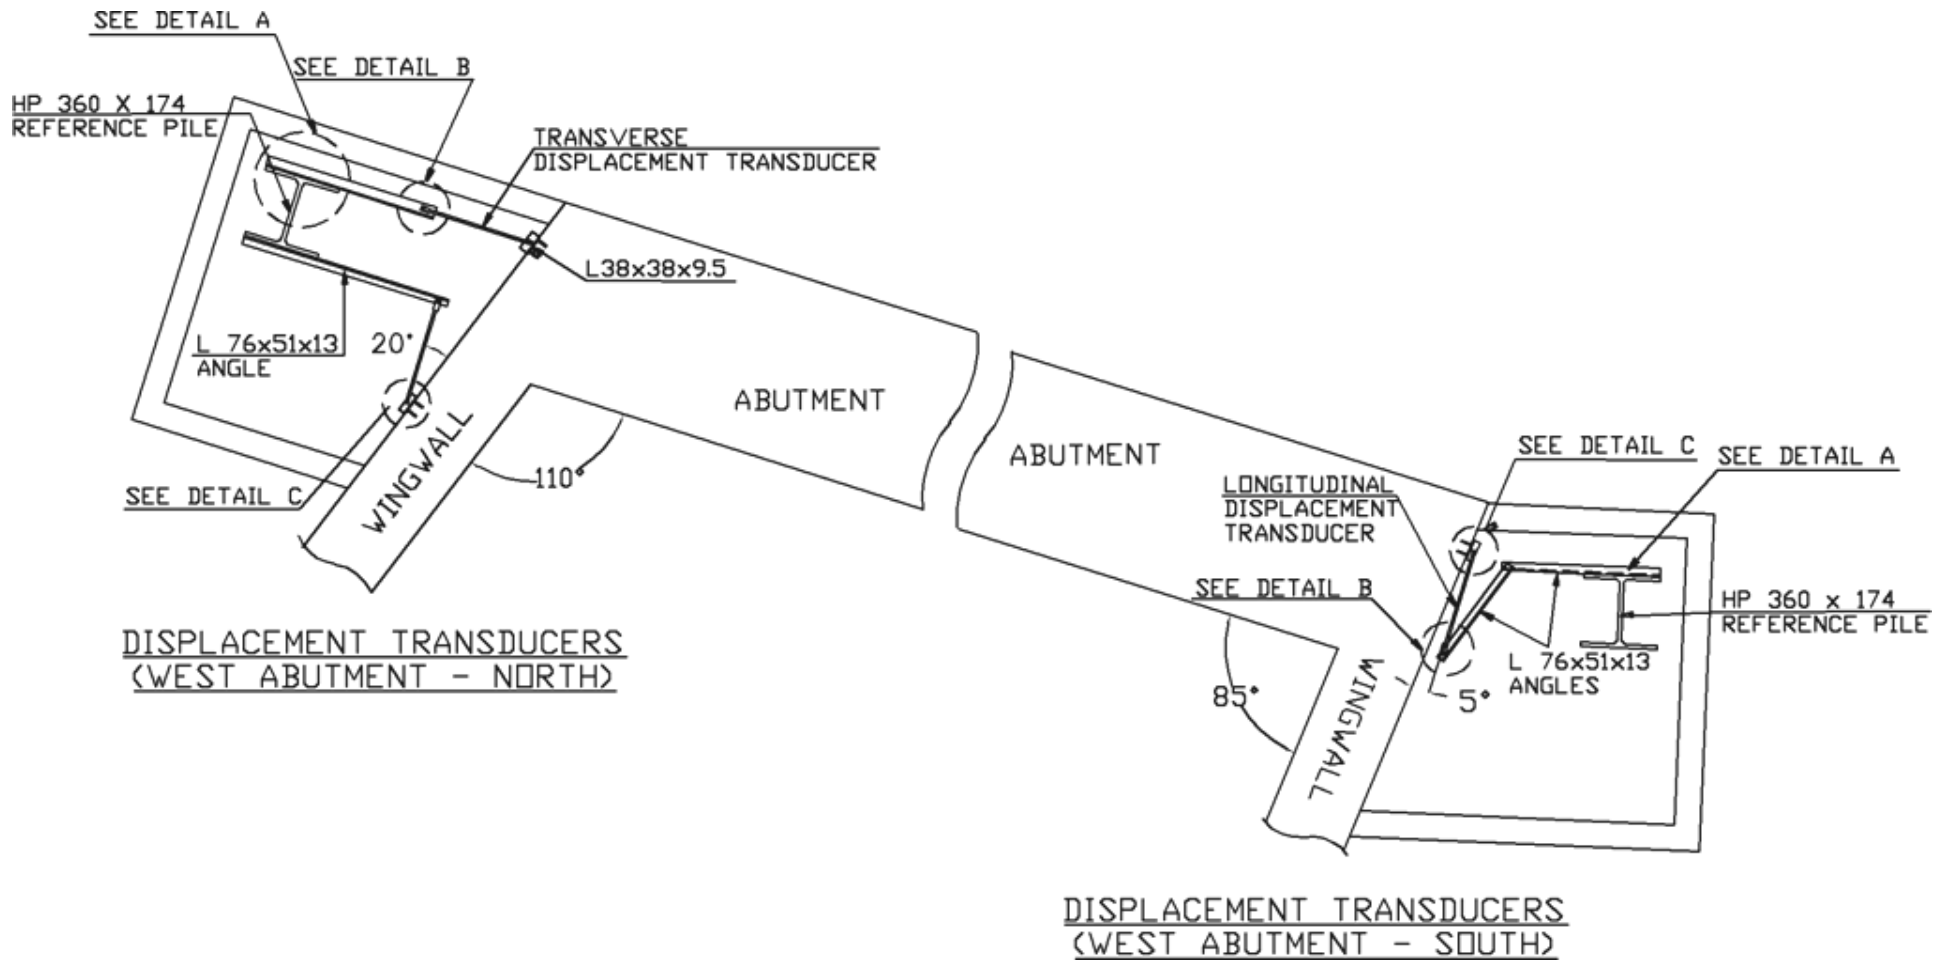 SEE DETAIL A
SEE DETAIL B
HP 360 X 174
REFERENCE PILE
TRANSVERSE
DISPLACEMENT TRANSDUCER
L38x38x9.5
L 76x51x13
ANGLE
20°
SEE DETAIL C
WINGWALL
110°
ABUTMENT
DISPLACEMENT TRANSDUCERS
(WEST ABUTMENT - NORTH)
ABUTMENT
SEE DETAIL C
SEE DETAIL A
LONGITUDINAL
DISPLACEMENT
TRANSDUCER
SEE DETAIL B
HP 360 x 174
REFERENCE PILE
L 76x51x13
ANGLES
85°
WINGWALL
5°
DISPLACEMENT TRANSDUCERS
(WEST ABUTMENT - SOUTH)